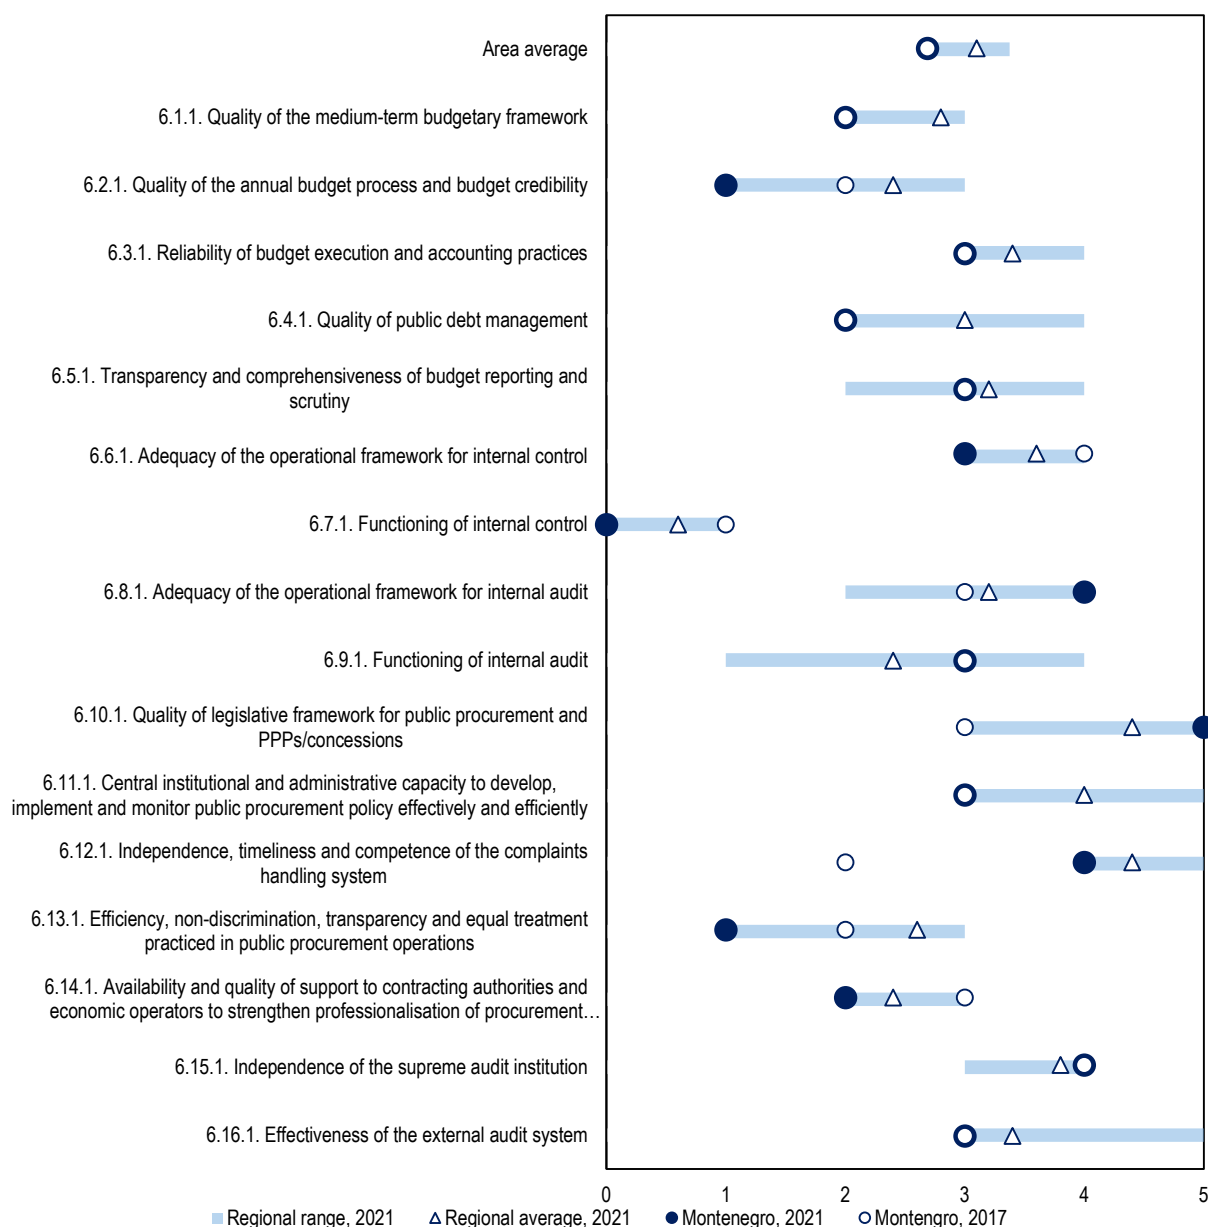 Area average
6.1.1. Quality of the medium-term budgetary framework
6.2.1. Quality of the annual budget process and budget credibility
6.3.1. Reliability of budget execution and accounting practices
6.4.1. Quality of public debt management
6.5.1. Transparency and comprehensiveness of budget reporting and
scrutiny
6.6.1. Adequacy of the operational framework for internal control
6.7.1. Functioning of internal control
6.8.1. Adequacy of the operational framework for internal audit
6.9.1. Functioning of internal audit
6.10.1. Quality of legislative framework for public procurement and
PPPs/concessions
6.11.1. Central institutional and administrative capacity to develop,
implement and monitor public procurement policy effectively and efficiently
6.12.1. Independence, timeliness and competence of the complaints
handling system
6.13.1. Efficiency, non-discrimination, transparency and equal treatment
practiced in public procurement operations
6.14.1. Availability and quality of support to contracting authorities and
economic operators to strengthen professionalisation of procurement…
6.15.1. Independence of the supreme audit institution
6.16.1. Effectiveness of the external audit system
0 1 2 3 4 5
Regional range, 2021 Regional average, 2021 Montenegro, 2021 Montenegro, 2017